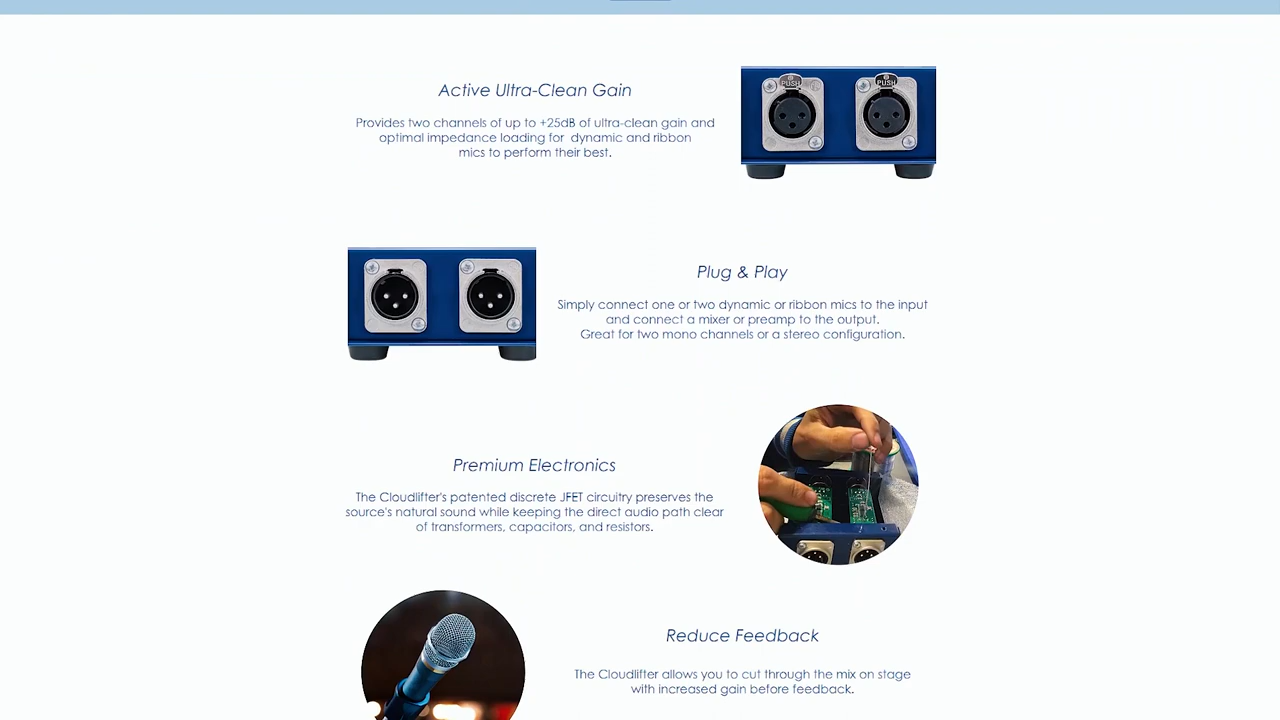 Active Ultra-Clean Gain
Provides two channels of up to +25dB of ultra-clean gain and
optimal impedance loading for dynamic and ribbon
mics to perform their best.
PUSH
PUSH
Plug & Play
Simply connect one or two dynamic or ribbon mics to the input
and connect a mixer or preamp to the output.
Great for two mono channels or a stereo configuration.
Premium Electronics
The Cloudlifter's patented discrete JFET circuitry preserves the
source's natural sound while keeping the direct audio path clear
of transformers, capacitors, and resistors.
Reduce Feedback
The Cloudlifter allows you to cut through the mix on stage
with increased gain before feedback.